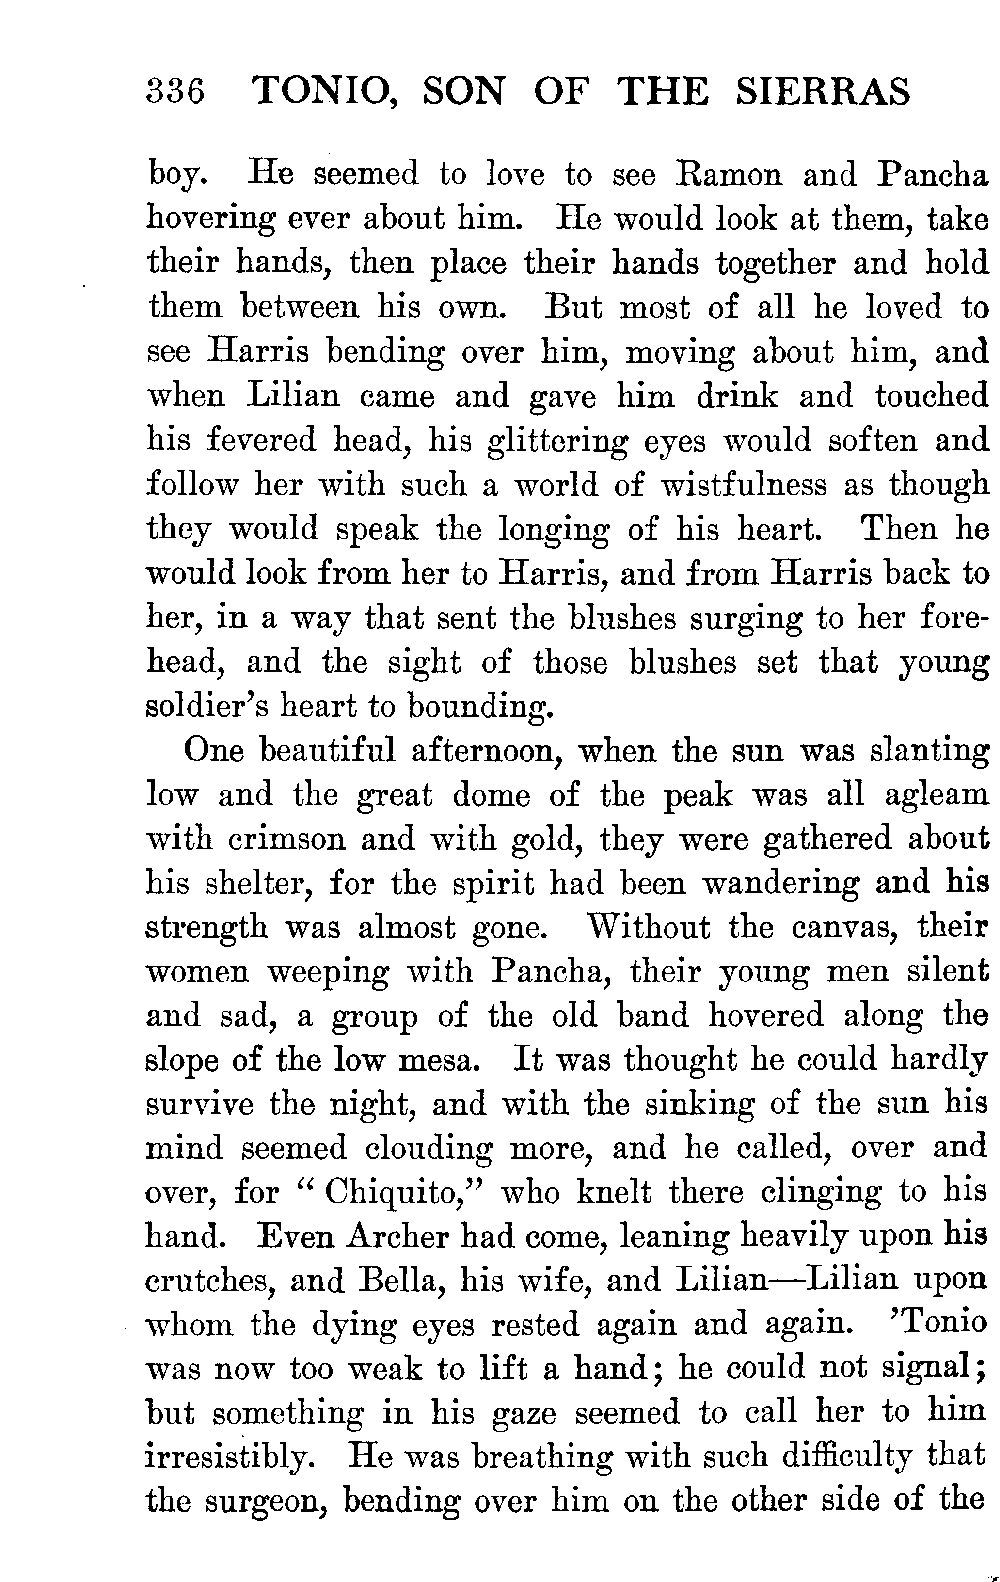 336 TONIO, SON OF THE SIERRAS
boy. He seemed to love to see Ramon and Pancha
hovering ever about him. He would look at them, take
their hands, then place their hands together and hold
them between his own. But most of all he loved to
see Harris bending over him, moving about him, and
when Lilian came and gave him drink and touched
his fevered head, his glittering eyes would soften and
follow her with such a world of wistfulness as though
they would speak the longing of his heart. Then he
would look from her to Harris, and from Harris back to
her, in a way that sent the blushes surging to her fore-
head, and the sight of those blushes set that young
soldier's heart to bounding.
One beautiful afternoon, when the sun was slanting
low and the great dome of the peak was all agleam
with crimson and with gold, they were gathered about
his shelter, for the spirit had been wandering and his
strength was almost gone. Without the canvas, their
women weeping with Pancha, their young men silent
and sad, a group of the old band hovered along the
slope of the low mesa. It was thought he could hardly
survive the night, and with the sinking of the sun his
mind seemed clouding more, and he called, over and
over, for “Chiquito,” who knelt there clinging to his
hand. Even Archer had come, leaning heavily upon his
crutches, and Bella, his wife, and Lilian—Lilian upon
whom the dying eyes rested again and again. 'Tonio
was now too weak to lift a hand; he could not signal;
but something in his gaze seemed to call her to him
irresistibly. He was breathing with such difficulty that
the surgeon, bending over him on the other side of the